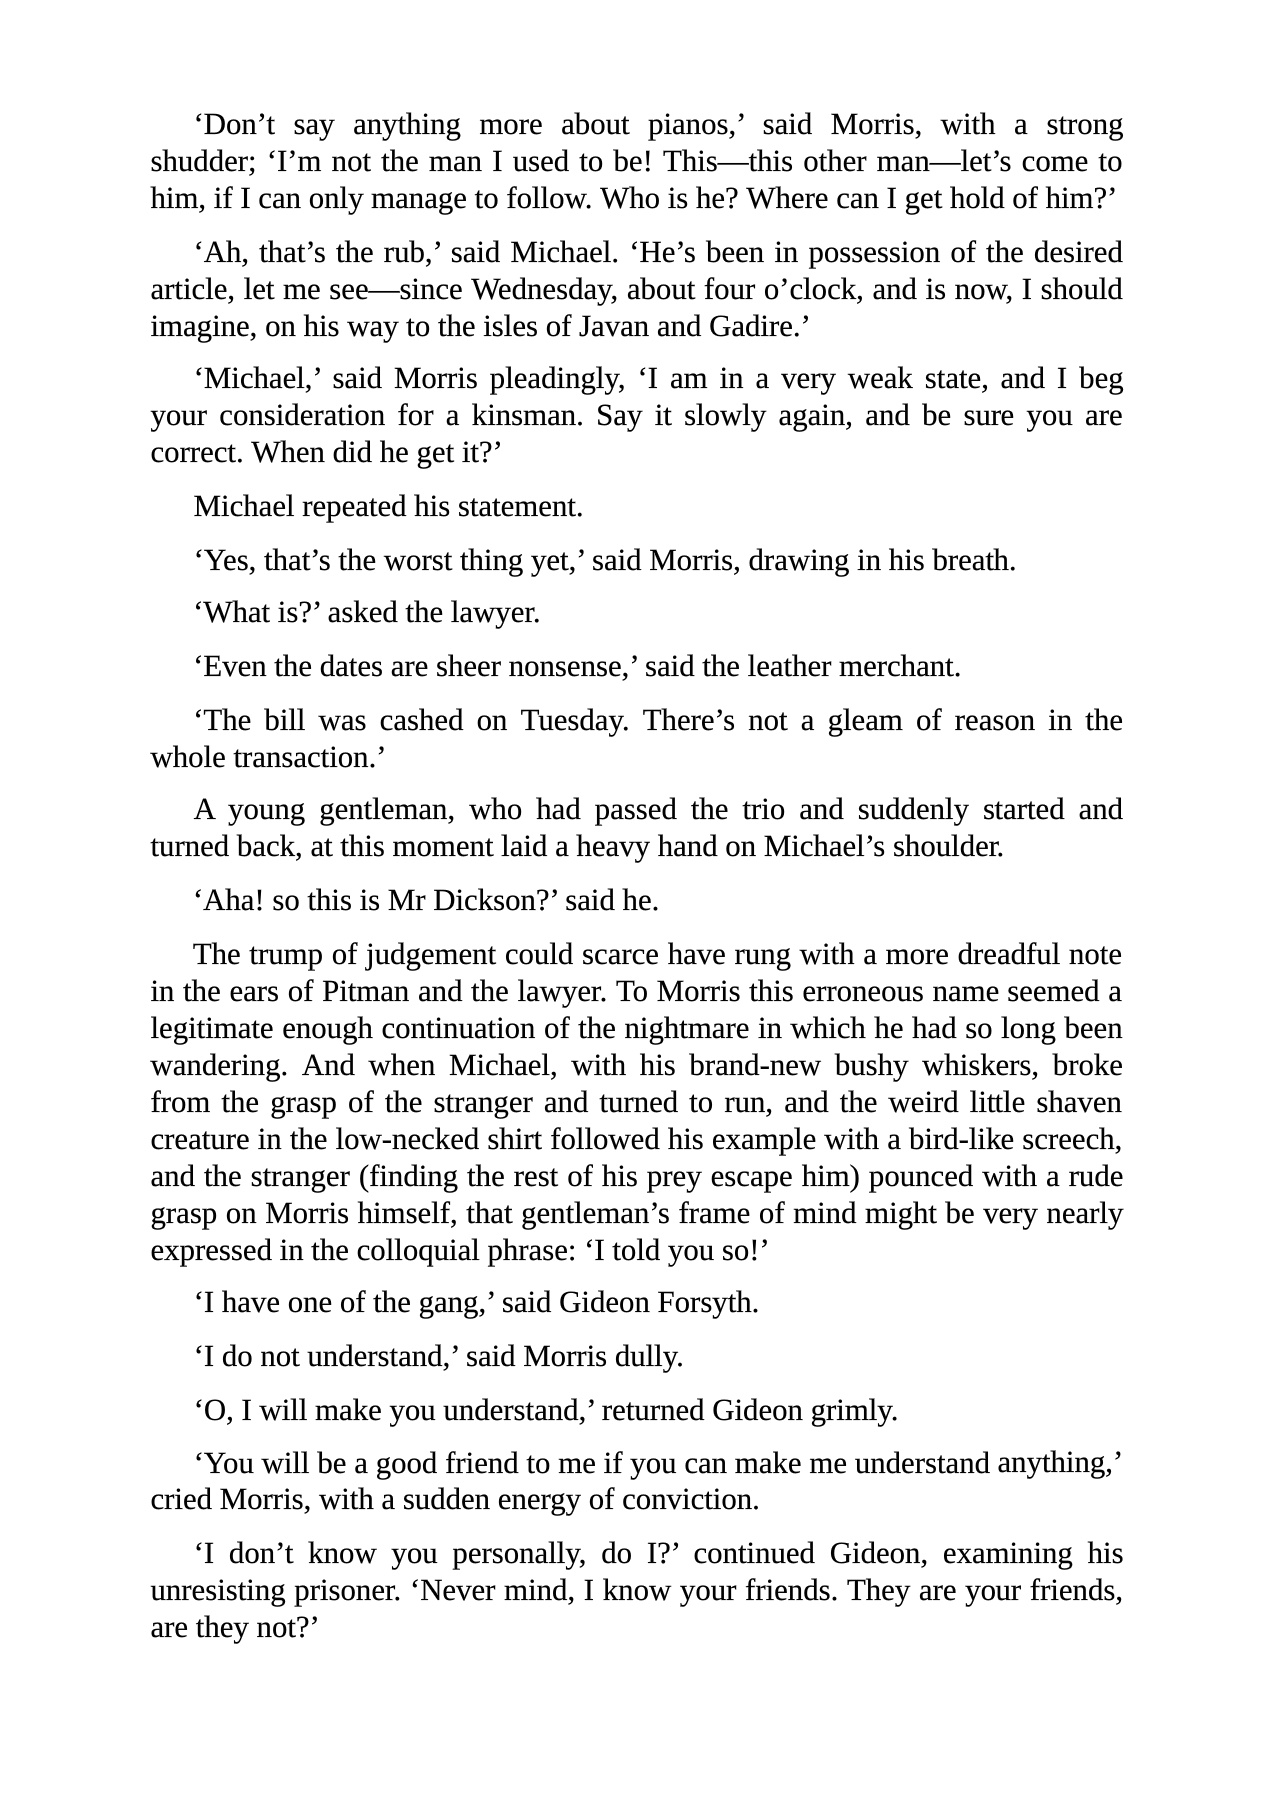 ‘Don’t say anything more about pianos,’ said Morris, with a strong
shudder; ‘I’m not the man I used to be! This—this other man—let’s come to
him, if I can only manage to follow. Who is he? Where can I get hold of him?’
‘Ah, that’s the rub,’ said Michael. ‘He’s been in possession of the desired
article, let me see—since Wednesday, about four o’clock, and is now, I should
imagine, on his way to the isles of Javan and Gadire.’
‘Michael,’ said Morris pleadingly, ‘I am in a very weak state, and I beg
your consideration for a kinsman. Say it slowly again, and be sure you are
correct. When did he get it?’
Michael repeated his statement.
‘Yes, that’s the worst thing yet,’ said Morris, drawing in his breath.
‘What is?’ asked the lawyer.
‘Even the dates are sheer nonsense,’ said the leather merchant.
‘The bill was cashed on Tuesday. There’s not a gleam of reason in the
whole transaction.’
A young gentleman, who had passed the trio and suddenly started and
turned back, at this moment laid a heavy hand on Michael’s shoulder.
‘Aha! so this is Mr Dickson?’ said he.
The trump of judgement could scarce have rung with a more dreadful note
in the ears of Pitman and the lawyer. To Morris this erroneous name seemed a
legitimate enough continuation of the nightmare in which he had so long been
wandering. And when Michael, with his brand-new bushy whiskers, broke
from the grasp of the stranger and turned to run, and the weird little shaven
creature in the low-necked shirt followed his example with a bird-like screech,
and the stranger (finding the rest of his prey escape him) pounced with a rude
grasp on Morris himself, that gentleman’s frame of mind might be very nearly
expressed in the colloquial phrase: ‘I told you so!’
‘I have one of the gang,’ said Gideon Forsyth.
‘I do not understand,’ said Morris dully.
‘O, I will make you understand,’ returned Gideon grimly.
‘You will be a good friend to me if you can make me understand anything,’
cried Morris, with a sudden energy of conviction.
‘I don’t know you personally, do I?’ continued Gideon, examining his
unresisting prisoner. ‘Never mind, I know your friends. They are your friends,
are they not?’